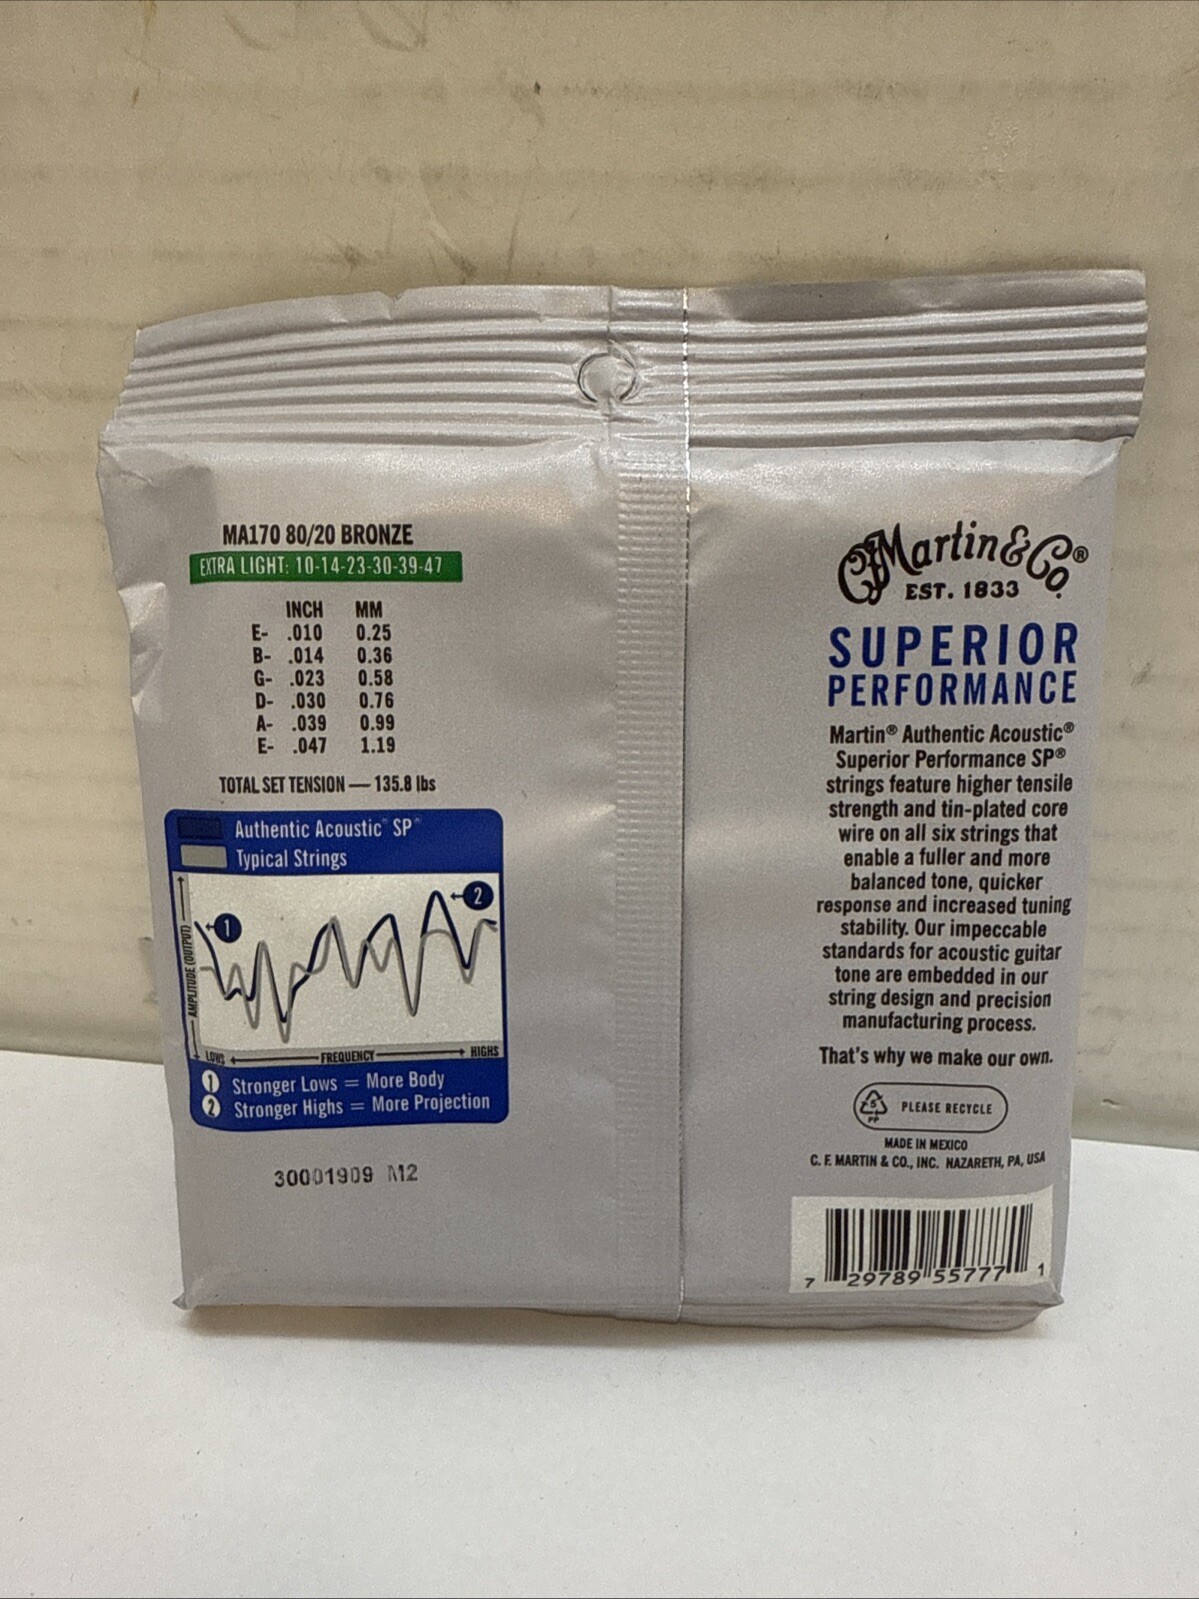 MA170 80/20 BRONZE
EXTRA LIGHT: 10-14-23-30-39-47
INCH MM
E- .010 0.25
B- .014 0.36
G- .023 0.58
D- .030 0.76
A- .039 0.99
E- .047 1.19
TOTAL SET TENSION — 135.8 lbs
Authentic Acoustic™ SP™
Typical Strings
1
2
AMPLITUDE (OUTPUT)
LOWS FREQUENCY HIGHS
1 Stronger Lows = More Body
2 Stronger Highs = More Projection
30001909 M12
CF Martin & Co.®
EST. 1833
SUPERIOR
PERFORMANCE
Martin® Authentic Acoustic®
Superior Performance SP®
strings feature higher tensile
strength and tin-plated core
wire on all six strings that
enable a fuller and more
balanced tone, quicker
response and increased tuning
stability. Our impeccable
standards for acoustic guitar
tone are embedded in our
string design and precision
manufacturing process.
That's why we make our own.
5
PP
PLEASE RECYCLE
MADE IN MEXICO
C. F. MARTIN & CO., INC. NAZARETH, PA, USA
7 29789 55777 1